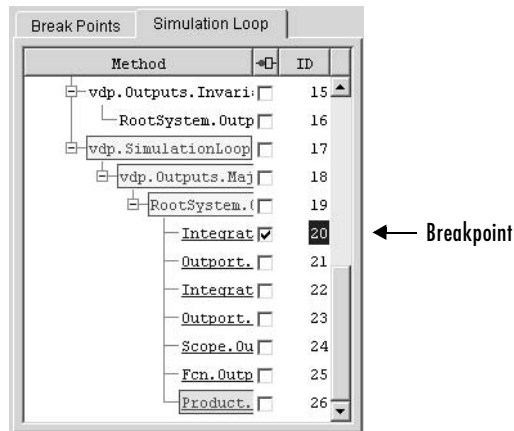 Break Points Simulation Loop
Method ID
vdp.Outputs.Invari 15
RootSystem.Outp 16
vdp.SimulationLoop 17
vdp.Outputs.Maj 18
RootSystem.( 19
Integrat 20 Breakpoint
Outport. 21
Integrat 22
Outport. 23
Scope.Ou 24
Fcn.Outp 25
Product. 26